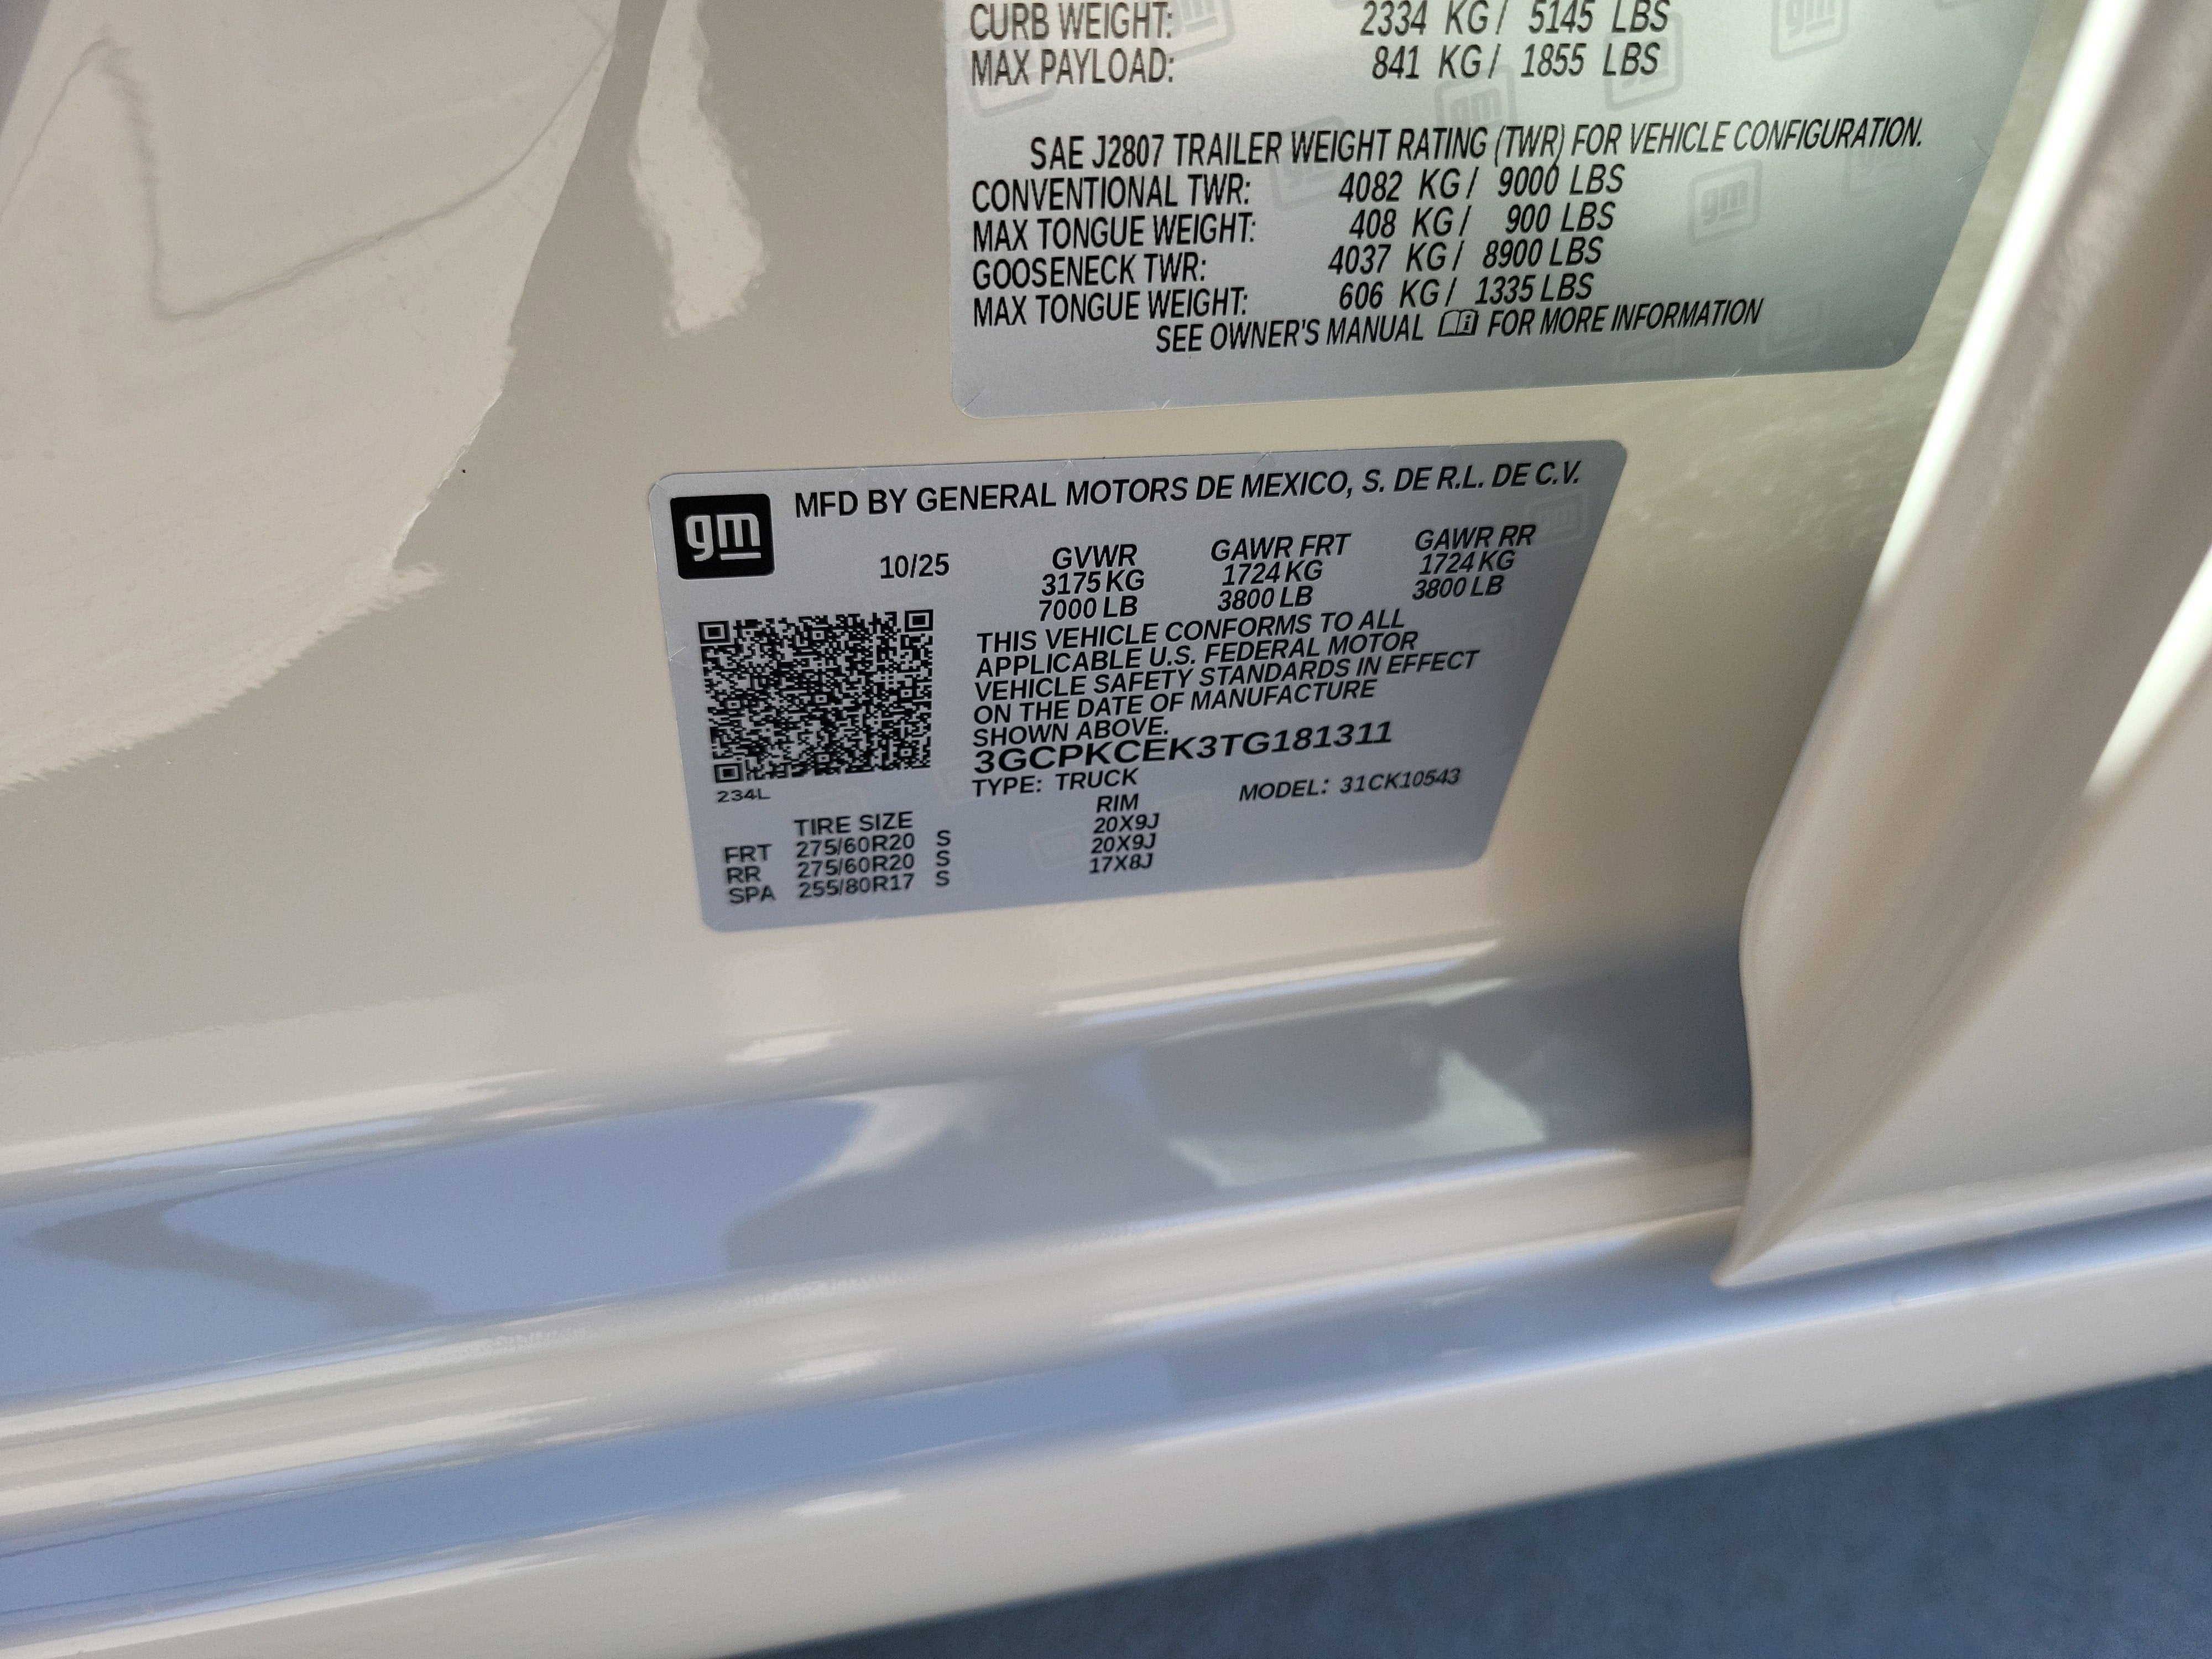 CURB WEIGHT: 2334 KG / 5145 LBS
MAX PAYLOAD: 841 KG / 1855 LBS
SAE J2807 TRAILER WEIGHT RATING (TWR) FOR VEHICLE CONFIGURATION.
CONVENTIONAL TWR: 4082 KG / 9000 LBS
MAX TONGUE WEIGHT: 408 KG / 900 LBS
GOOSENECK TWR: 4037 KG / 8900 LBS
MAX TONGUE WEIGHT: 606 KG / 1335 LBS
SEE OWNER'S MANUAL FOR MORE INFORMATION
gm
MFD BY GENERAL MOTORS DE MEXICO, S. DE R.L. DE C.V.
10/25 GVWR GAWR FRT GAWR RR
3175 KG 1724 KG 1724 KG
7000 LB 3800 LB 3800 LB
THIS VEHICLE CONFORMS TO ALL
APPLICABLE U.S. FEDERAL MOTOR
VEHICLE SAFETY STANDARDS IN EFFECT
ON THE DATE OF MANUFACTURE
SHOWN ABOVE.
3GCPKCEK3TG181311
TYPE: TRUCK MODEL: 31CK10543
234L
TIRE SIZE RIM
FRT 275/60R20 S 20X9J
RR 275/60R20 S 20X9J
SPA 255/80R17 S 17X8J